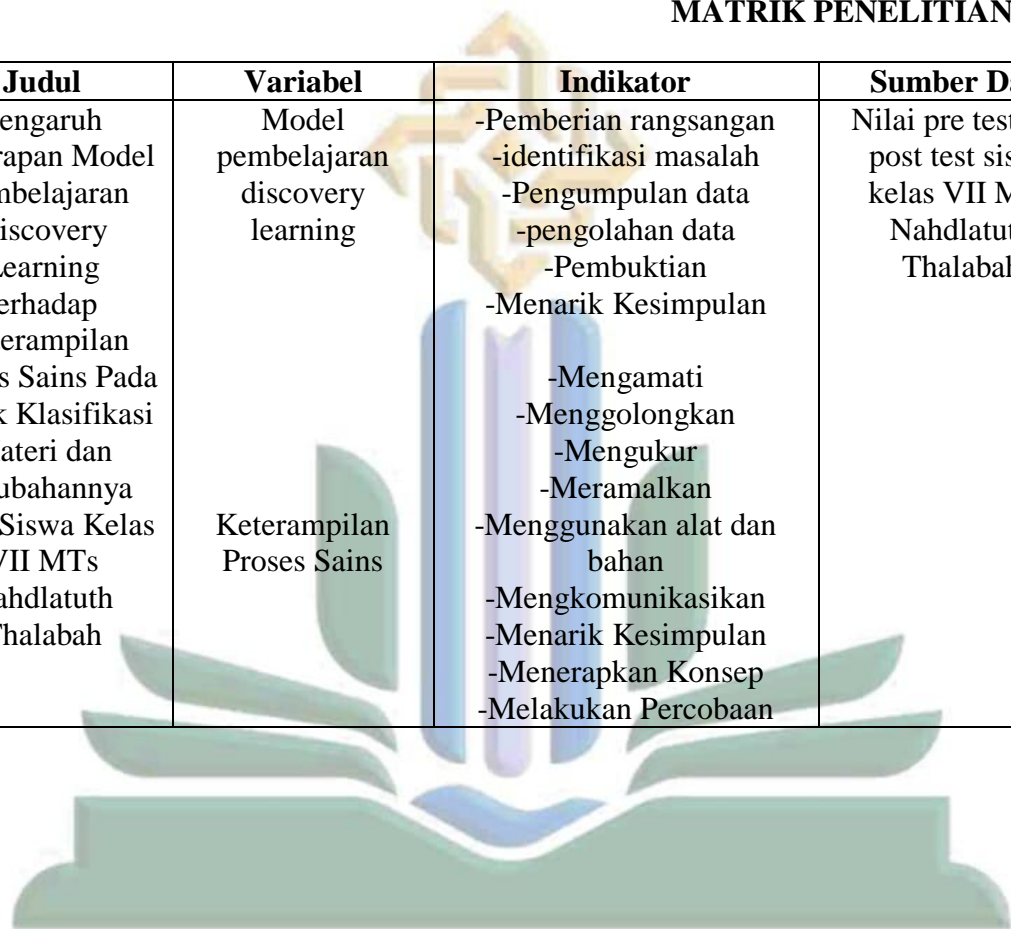 MATRIK PENELITIAN
Judul
engaruh
rapan Model
mbelajaran
iscovery
Learning
erhadap
erampilan
s Sains Pada
k Klasifikasi
ateri dan
ubahannya
Siswa Kelas
VII MTs
ahdlatuth
Thalabah
Variabel
Model
pembelajaran
discovery
learning
Keterampilan
Proses Sains
Indikator
-Pemberian rangsangan
-identifikasi masalah
-Pengumpulan data
-pengolahan data
-Pembuktian
-Menarik Kesimpulan
-Mengamati
-Menggolongkan
-Mengukur
-Meramalkan
-Menggunakan alat dan
bahan
-Mengkomunikasikan
-Menarik Kesimpulan
-Menerapkan Konsep
-Melakukan Percobaan
Sumber Da
Nilai pre test
post test sis
kelas VII M
Nahdlatut
Thalabah